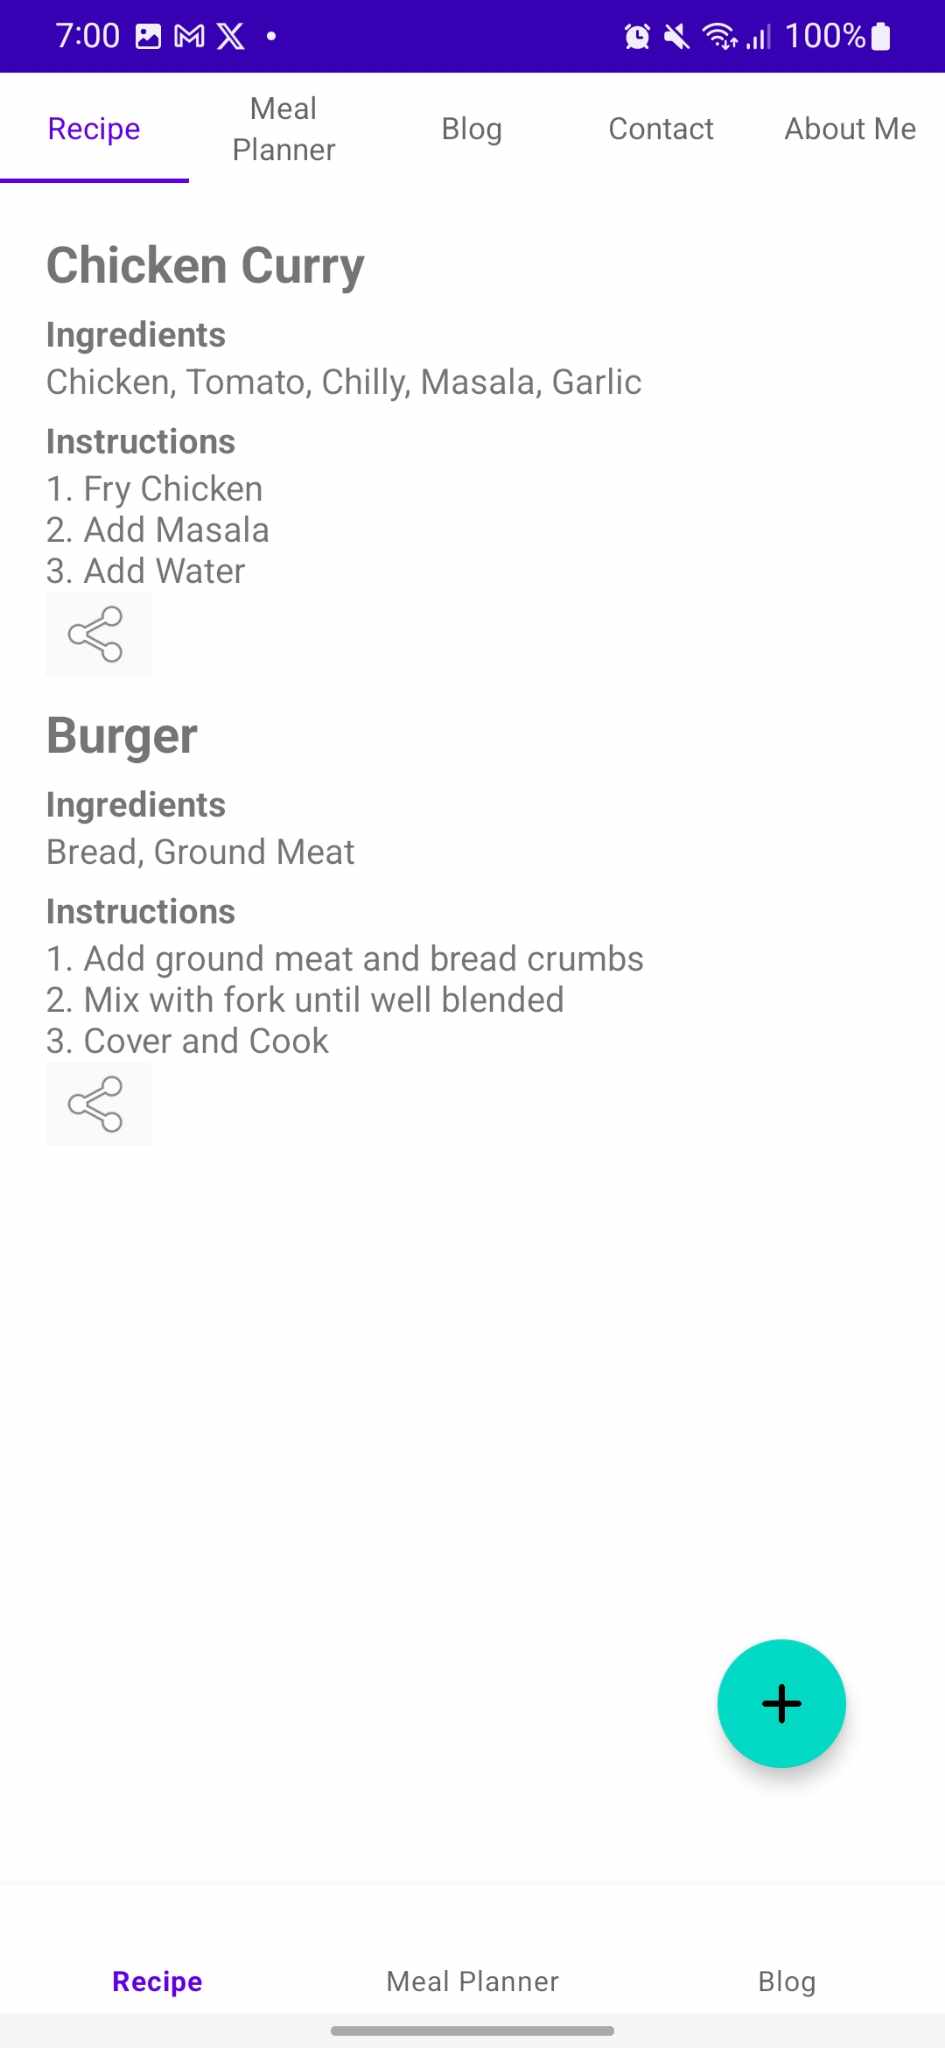 7:00 100%
Recipe Meal Planner Blog Contact About Me
Chicken Curry
Ingredients
Chicken, Tomato, Chilly, Masala, Garlic
Instructions
1. Fry Chicken
2. Add Masala
3. Add Water
Burger
Ingredients
Bread, Ground Meat
Instructions
1. Add ground meat and bread crumbs
2. Mix with fork until well blended
3. Cover and Cook
Recipe Meal Planner Blog